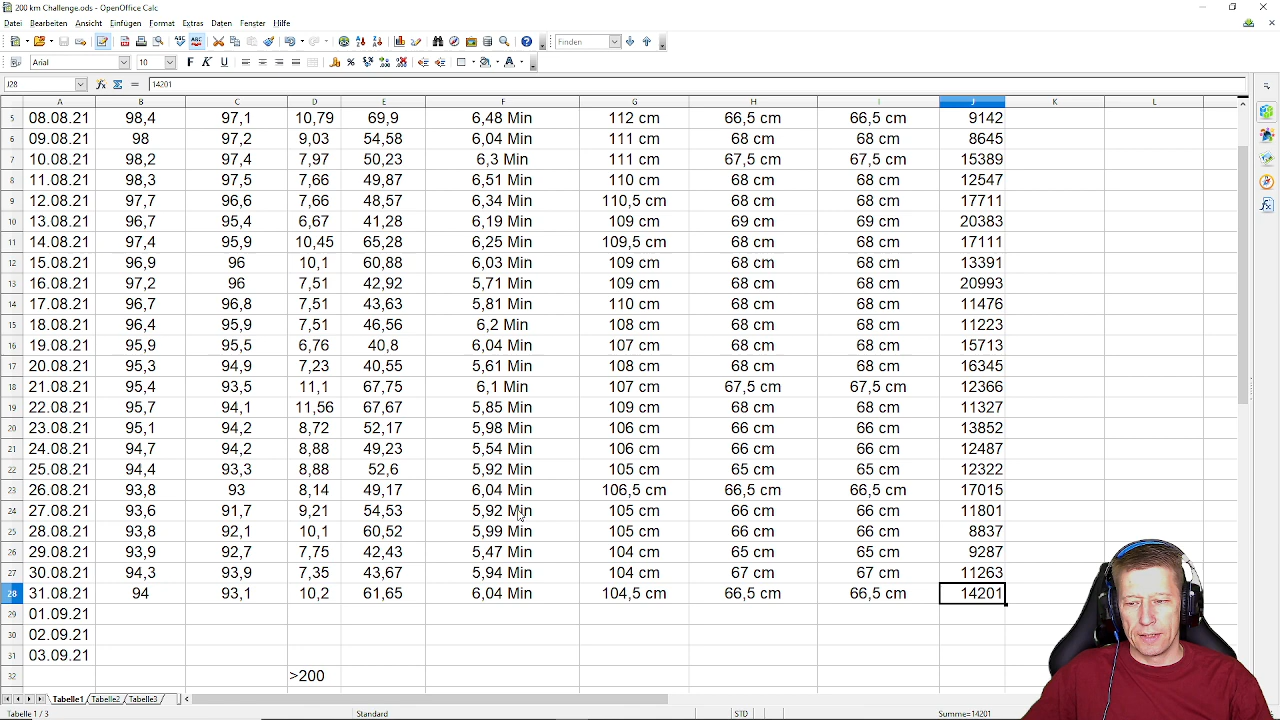 200 km Challenge.ods - OpenOffice Calc
Datei Bearbeiten Ansicht Einfügen Format Extras Daten Fenster Hilfe
Finden
Arial 10
J28 14201
A B C D E F G H I J K L
5 08.08.21 98,4 97,1 10,79 69,9 6,48 Min 112 cm 66,5 cm 66,5 cm 9142
6 09.08.21 98 97,2 9,03 54,58 6,04 Min 111 cm 68 cm 68 cm 8645
7 10.08.21 98,2 97,4 7,97 50,23 6,3 Min 111 cm 67,5 cm 67,5 cm 15389
8 11.08.21 98,3 97,5 7,66 49,87 6,51 Min 110 cm 68 cm 68 cm 12547
9 12.08.21 97,7 96,6 7,66 48,57 6,34 Min 110,5 cm 68 cm 68 cm 17711
10 13.08.21 96,7 95,4 6,67 41,28 6,19 Min 109 cm 69 cm 69 cm 20383
11 14.08.21 97,4 95,9 10,45 65,28 6,25 Min 109,5 cm 68 cm 68 cm 17111
12 15.08.21 96,9 96 10,1 60,88 6,03 Min 109 cm 68 cm 68 cm 13391
13 16.08.21 97,2 96 7,51 42,92 5,71 Min 109 cm 68 cm 68 cm 20993
14 17.08.21 96,7 96,8 7,51 43,63 5,81 Min 110 cm 68 cm 68 cm 11476
15 18.08.21 96,4 95,9 7,51 46,56 6,2 Min 108 cm 68 cm 68 cm 11223
16 19.08.21 95,9 95,5 6,76 40,8 6,04 Min 107 cm 68 cm 68 cm 15713
17 20.08.21 95,3 94,9 7,23 40,55 5,61 Min 108 cm 68 cm 68 cm 16345
18 21.08.21 95,4 93,5 11,1 67,75 6,1 Min 107 cm 67,5 cm 67,5 cm 12366
19 22.08.21 95,7 94,1 11,56 67,67 5,85 Min 109 cm 68 cm 68 cm 11327
20 23.08.21 95,1 94,2 8,72 52,17 5,98 Min 106 cm 66 cm 66 cm 13852
21 24.08.21 94,7 94,2 8,88 49,23 5,54 Min 106 cm 66 cm 66 cm 12487
22 25.08.21 94,4 93,3 8,88 52,6 5,92 Min 105 cm 65 cm 65 cm 12322
23 26.08.21 93,8 93 8,14 49,17 6,04 Min 106,5 cm 66,5 cm 66,5 cm 17015
24 27.08.21 93,6 91,7 9,21 54,53 5,92 Min 105 cm 66 cm 66 cm 11801
25 28.08.21 93,8 92,1 10,1 60,52 5,99 Min 105 cm 66 cm 66 cm 8837
26 29.08.21 93,9 92,7 7,75 42,43 5,47 Min 104 cm 65 cm 65 cm 9287
27 30.08.21 94,3 93,9 7,35 43,67 5,94 Min 104 cm 67 cm 67 cm 11263
28 31.08.21 94 93,1 10,2 61,65 6,04 Min 104,5 cm 66,5 cm 66,5 cm 14201
29 01.09.21
30 02.09.21
31 03.09.21
32 >200
Tabelle1 Tabelle2 Tabelle3
Tabelle 1 / 3 Standard STD Summe=14201